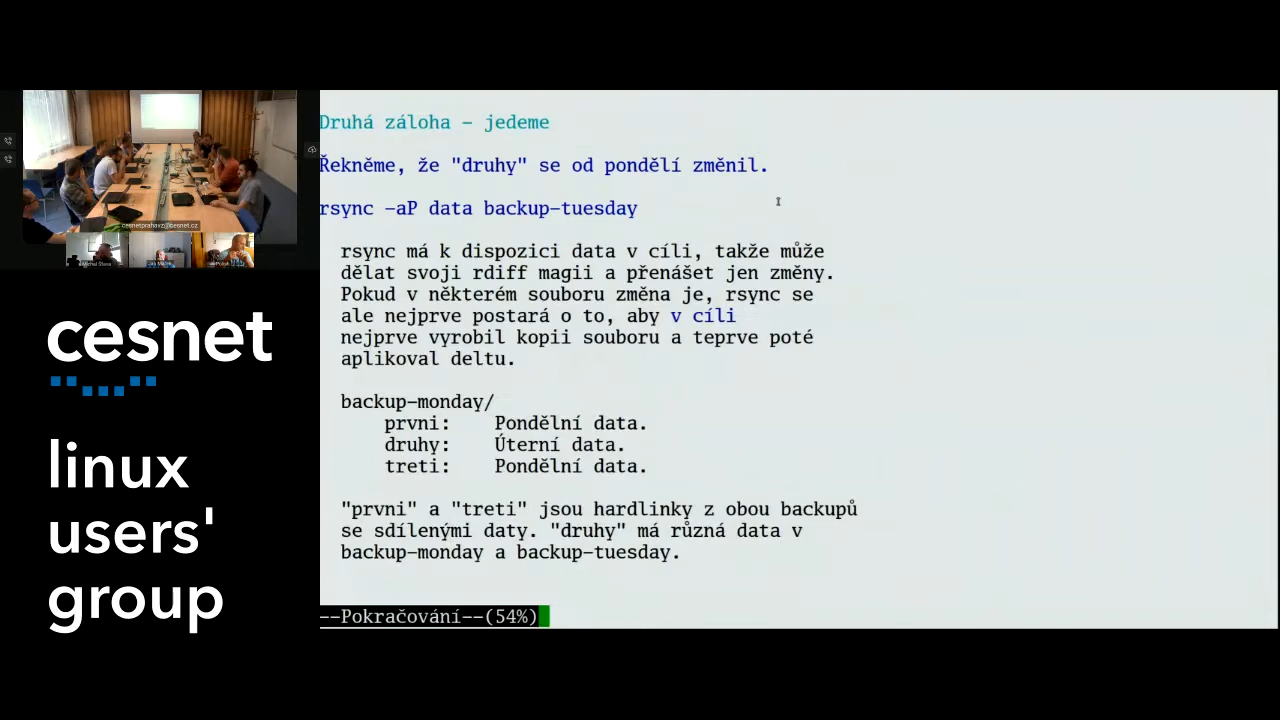 cesnetprahavz@cesnet.cz
cesnet
linux
users'
group
Druhá záloha – jedeme
Řekněme, že "druhy" se od pondělí změnil.
rsync –aP data backup–tuesday
rsync má k dispozici data v cíli, takže může
dělat svoji rdiff magii a přenášet jen změny.
Pokud v některém souboru změna je, rsync se
ale nejprve postará o to, aby v cíli
nejprve vyrobil kopii souboru a teprve poté
aplikoval deltu.
backup–monday/
prvni: Pondělní data.
druhy: Úterní data.
treti: Pondělní data.
"prvni" a "treti" jsou hardlinky z obou backupů
se sdílenými daty. "druhy" má různá data v
backup–monday a backup–tuesday.
––Pokračování––(54%)